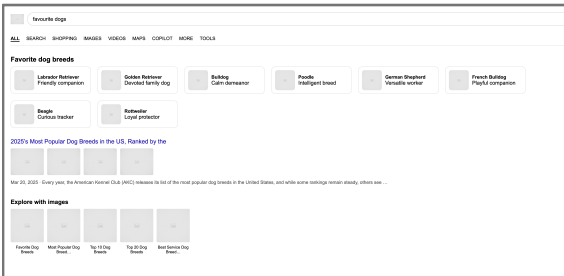 favourite dogs
ALL SEARCH SHOPPING IMAGES VIDEOS MAPS COPILOT MORE TOOLS
Favorite dog breeds
Labrador Retriever
Friendly companion
Golden Retriever
Devoted family dog
Bulldog
Calm demeanor
Poodle
Intelligent breed
German Shepherd
Versatile worker
French Bulldog
Playful companion
Beagle
Curious tracker
Rottweiler
Loyal protector
2025's Most Popular Dog Breeds in the US, Ranked by the
Mar 20, 2025 · Every year, the American Kennel Club (AKC) releases its list of the most popular dog breeds in the United States, and while some rankings remain steady, others see ...
Explore with images
Favorite Dog
Breeds
Most Popular Dog
Breed...
Top 10 Dog
Breeds
Top 20 Dog
Breeds
Best Service Dog
Breed...